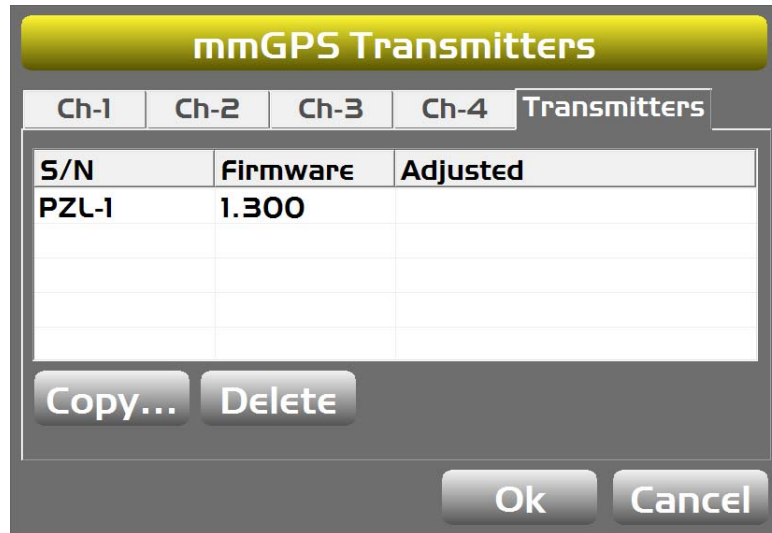 mmGPS Transmitters
Ch-1 Ch-2 Ch-3 Ch-4 Transmitters
S/N Firmware Adjusted
PZL-1 1.300
Copy... Delete
Ok Cancel